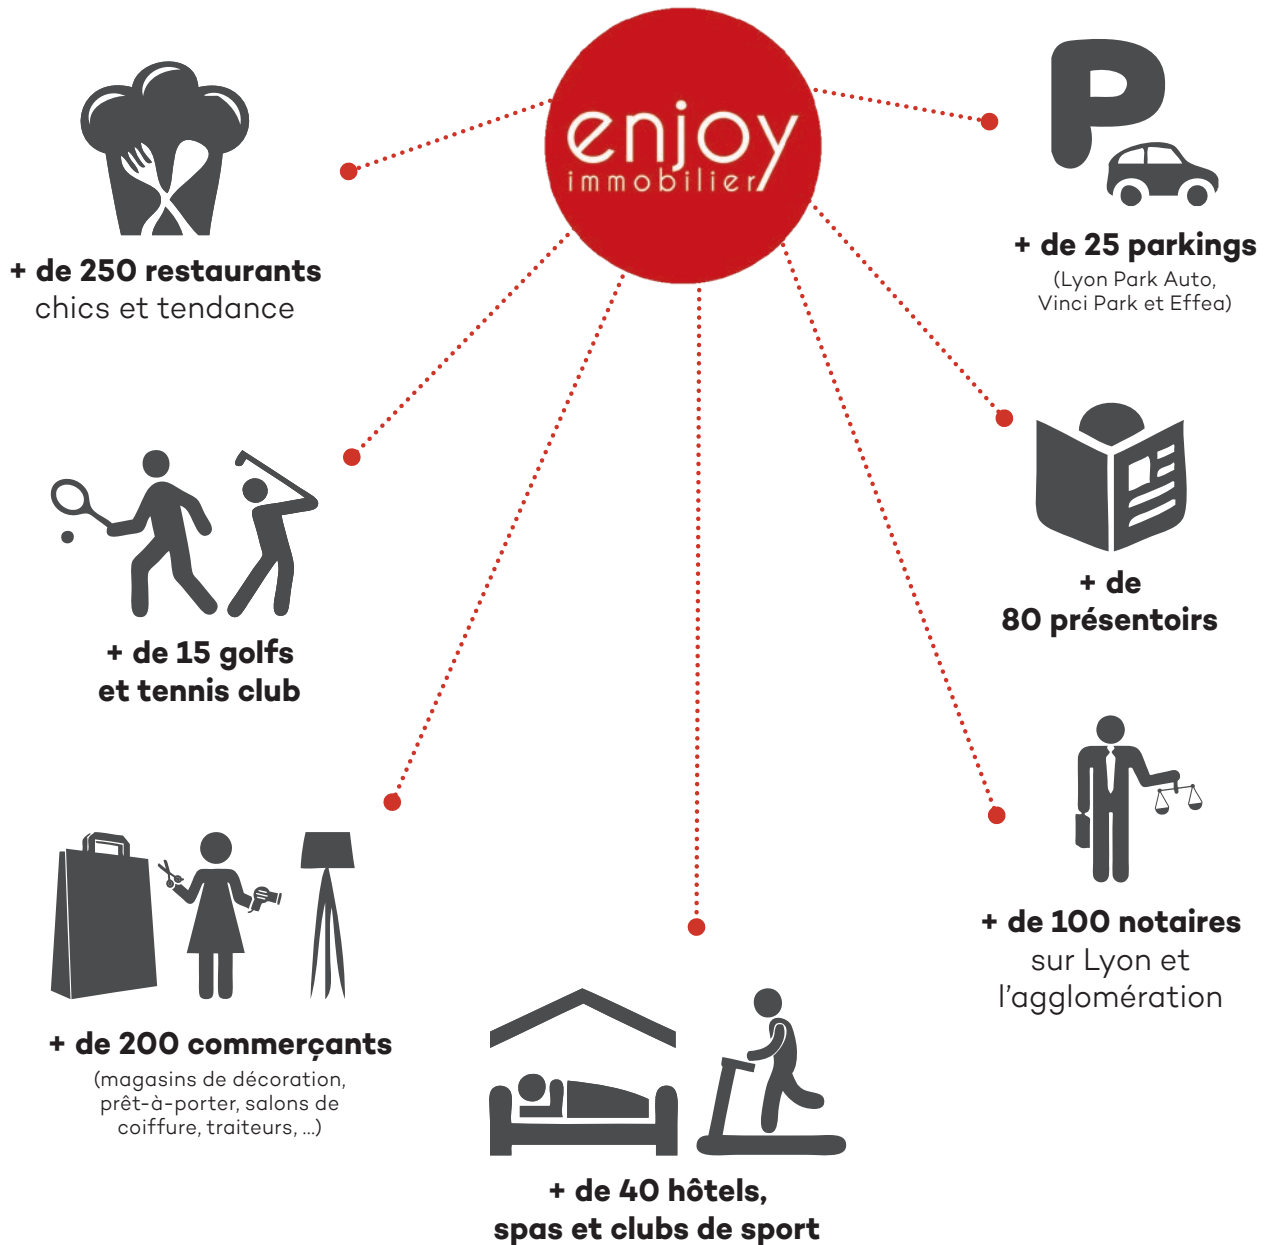 enjoy
immobilier
P
+ de 250 restaurants
chics et tendance
+ de 25 parkings
(Lyon Park Auto,
Vinci Park et Effea)
+ de 15 golfs
et tennis club
+ de
80 présentoirs
+ de 200 commerçants
(magasins de décoration,
prêt-à-porter, salons de
coiffure, traiteurs, ...)
+ de 100 notaires
sur Lyon et
l'agglomération
+ de 40 hôtels,
spas et clubs de sport